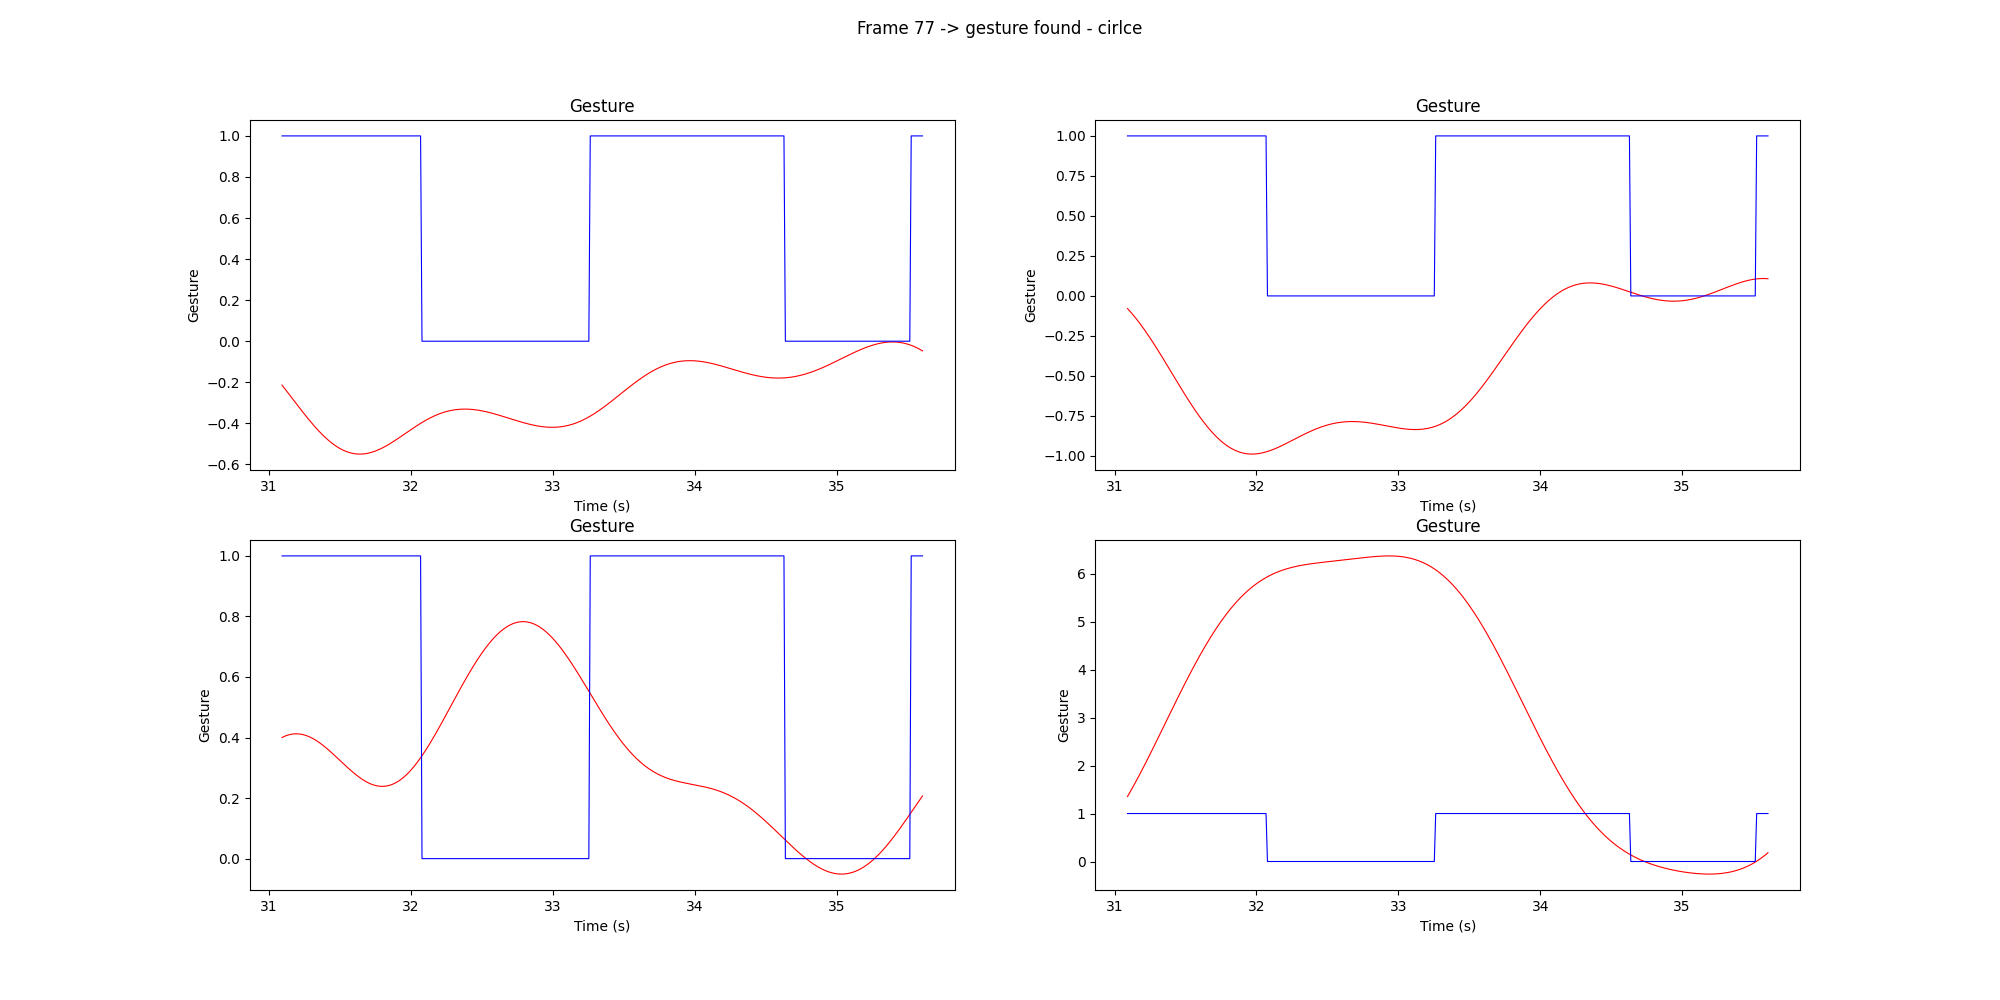 Frame 77 -> gesture found - cirlce
Gesture
1.0
0.8
0.6
0.4
0.2
0.0
−0.2
−0.4
−0.6
Gesture
31 32 33 34 35
Time (s)
Gesture
1.00
0.75
0.50
0.25
0.00
−0.25
−0.50
−0.75
−1.00
Gesture
31 32 33 34 35
Time (s)
Gesture
1.0
0.8
0.6
0.4
0.2
0.0
Gesture
31 32 33 34 35
Time (s)
Gesture
6
5
4
3
2
1
0
Gesture
31 32 33 34 35
Time (s)